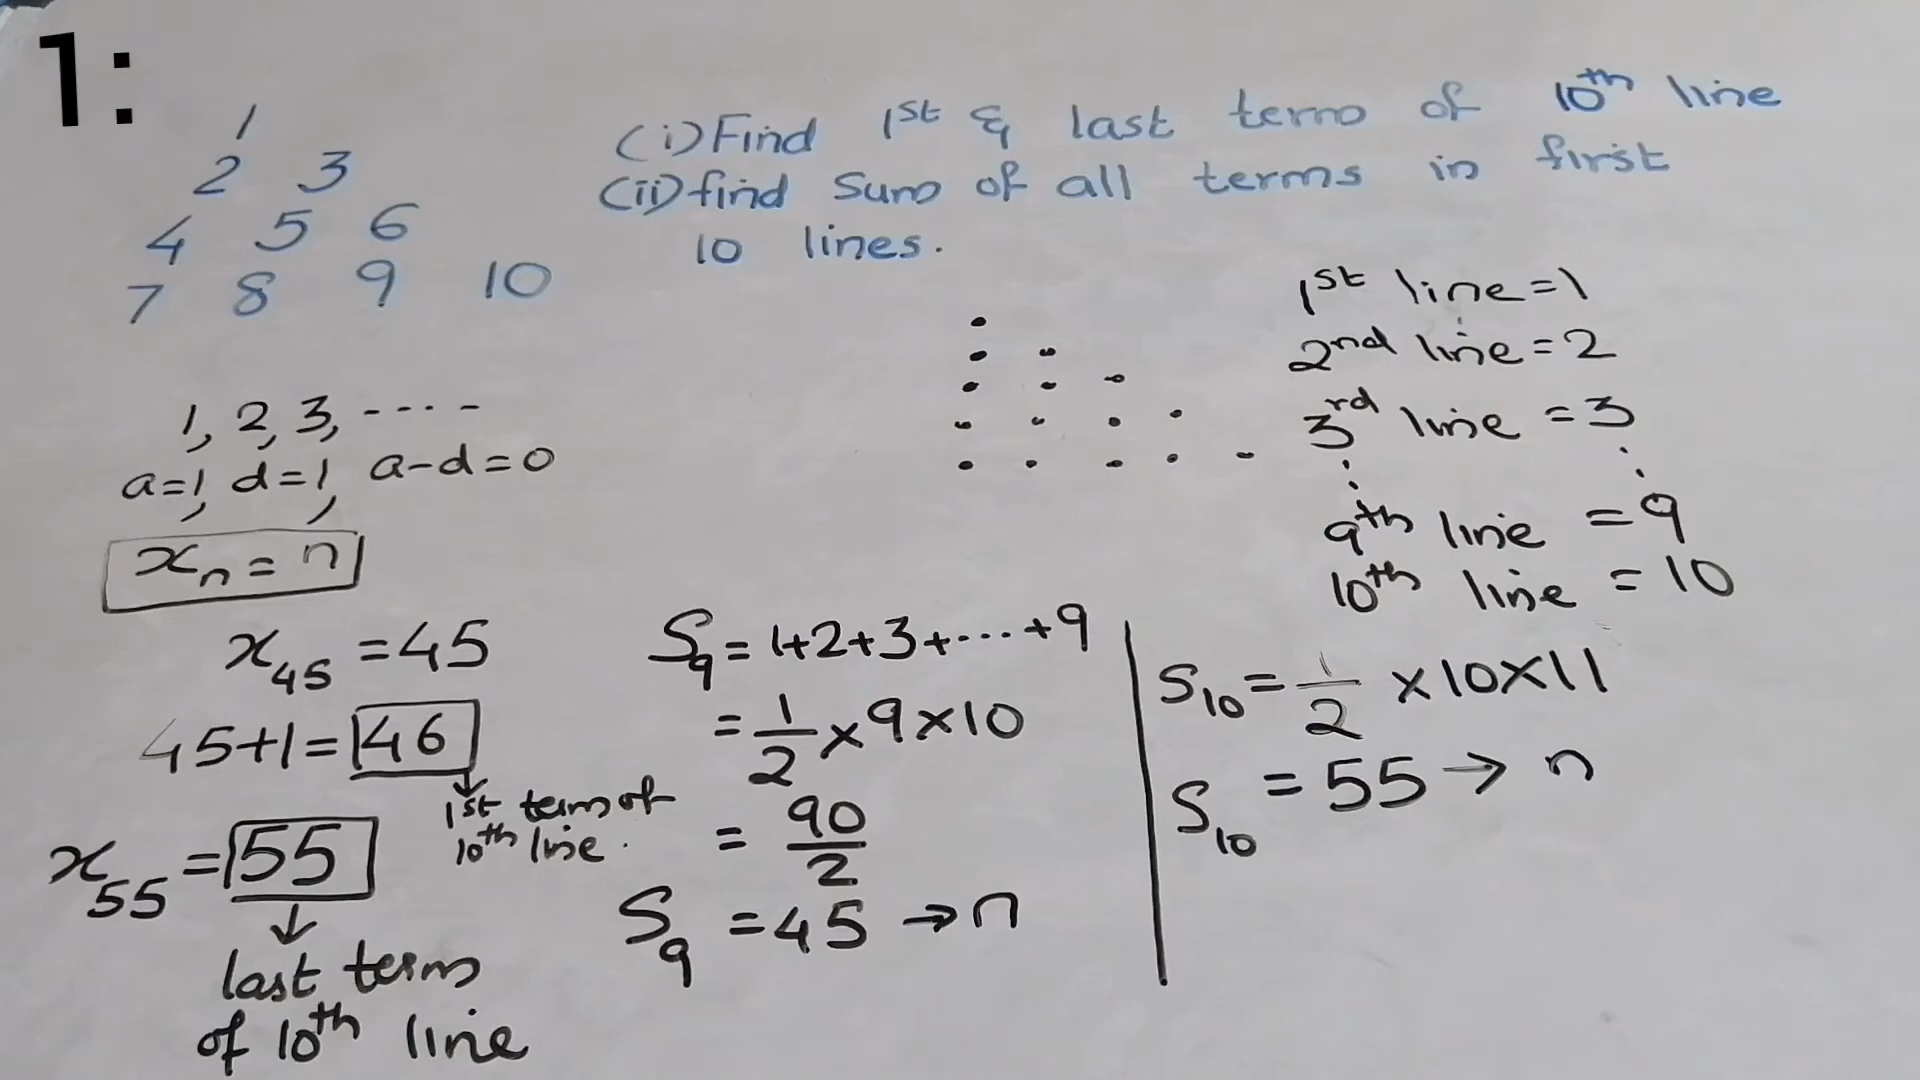 1:
1
2 3
4 5 6
7 8 9 10
(i) Find 1st & last term of 10th line
(ii) find sum of all terms in first
10 lines.
1st line = 1
2nd line = 2
3rd line = 3
⋮ ⋮
9th line = 9
10th line = 10
1, 2, 3, ‐‐‐‐‐
a=1, d=1, a-d=0
xₙ = n
x₄₅ = 45
45+1 = 46
1st term of
10th line.
x₅₅ = 55
last term
of 10th line
S₉ = 1+2+3+...+9
= 1/2 × 9 × 10
= 90/2
S₉ = 45 → n
S₁₀ = 1/2 × 10 × 11
S₁₀ = 55 → n